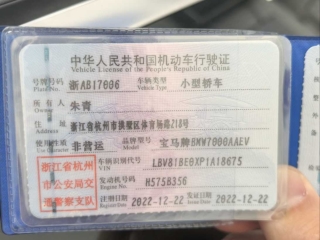 中华人民共和国机动车行驶证
Vehicle License of the People's Republic of China
号牌号码 浙AB17006 车辆类型 小型轿车
Plate No. Vehicle Type
所有人 朱青
Owner
住址 浙江省杭州市拱墅区体育场路218号
Address
使用性质 非营运 品牌型号 宝马牌BMW7000AAEV
Use Character Model
浙江省杭州
市公安局交
通警察支队
车辆识别代号 LBV81BE0XP1A18675
VIN
发动机号码 H575B356
Engine No.
注册日期 2022-12-22 发证日期 2022-12-22
Register Date Issue Date